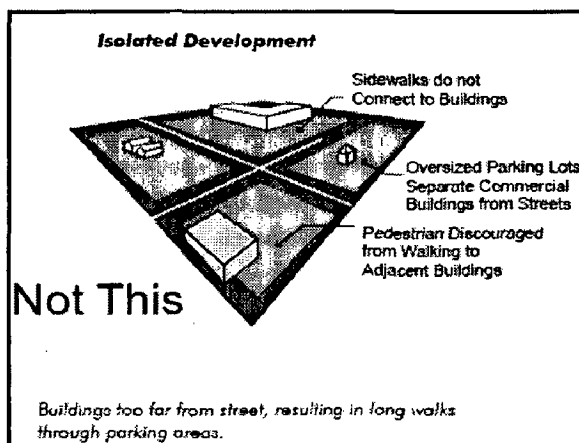 Isolated Development
Sidewalks do not
Connect to Buildings
Oversized Parking Lots
Separate Commercial
Buildings from Streets
Pedestrian Discouraged
from Walking to
Adjacent Buildings
Not This
Buildings too far from street, resulting in long walks
through parking areas.